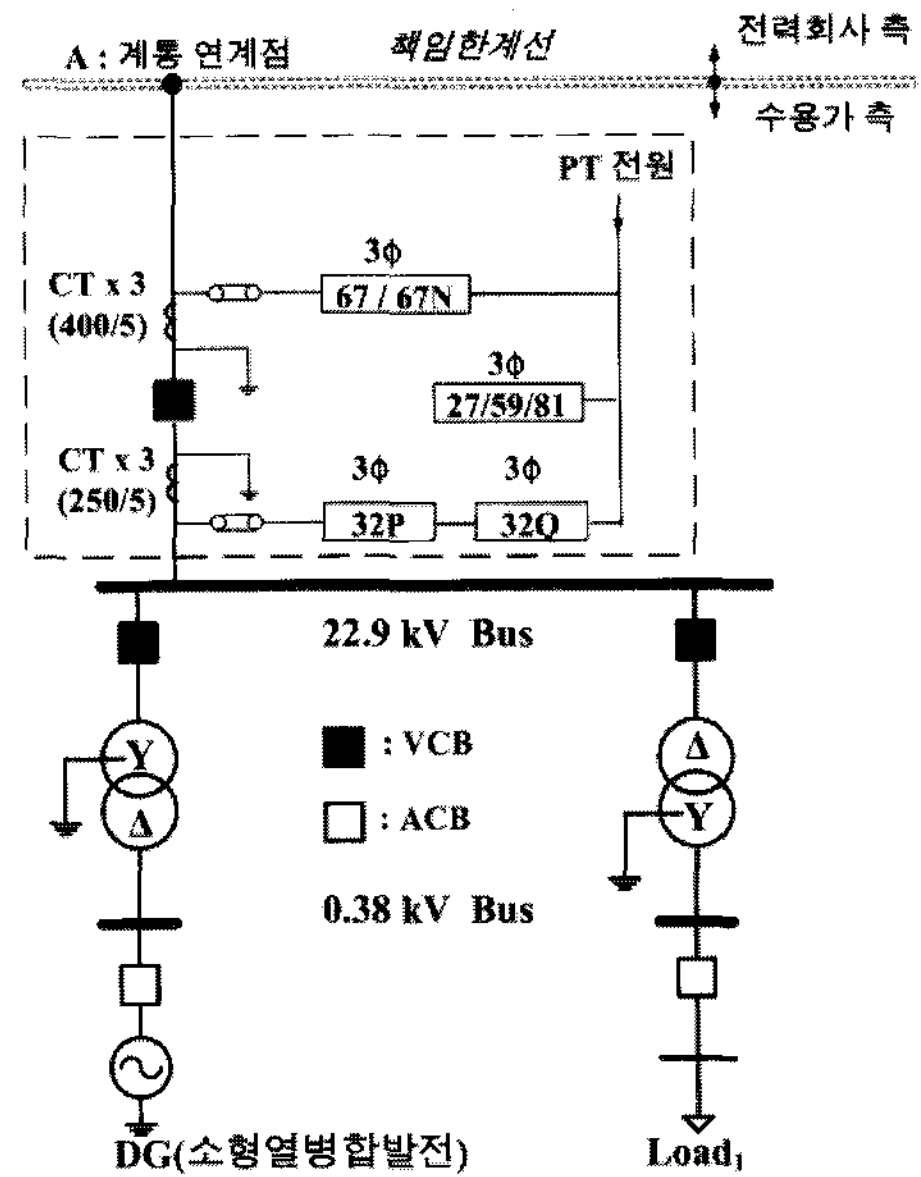 전력회사 측
책임한계선
A : 계통 연계점
수용가 측
PT 전원
3ϕ
CT x 3
(400/5)
67 / 67N
3ϕ
27/59/81
CT x 3
(250/5)
3ϕ
3ϕ
32P
32Q
22.9 kV Bus
Y
Δ
: VCB
Δ
Y
: ACB
0.38 kV Bus
DG(소형열병합발전)
Load₁